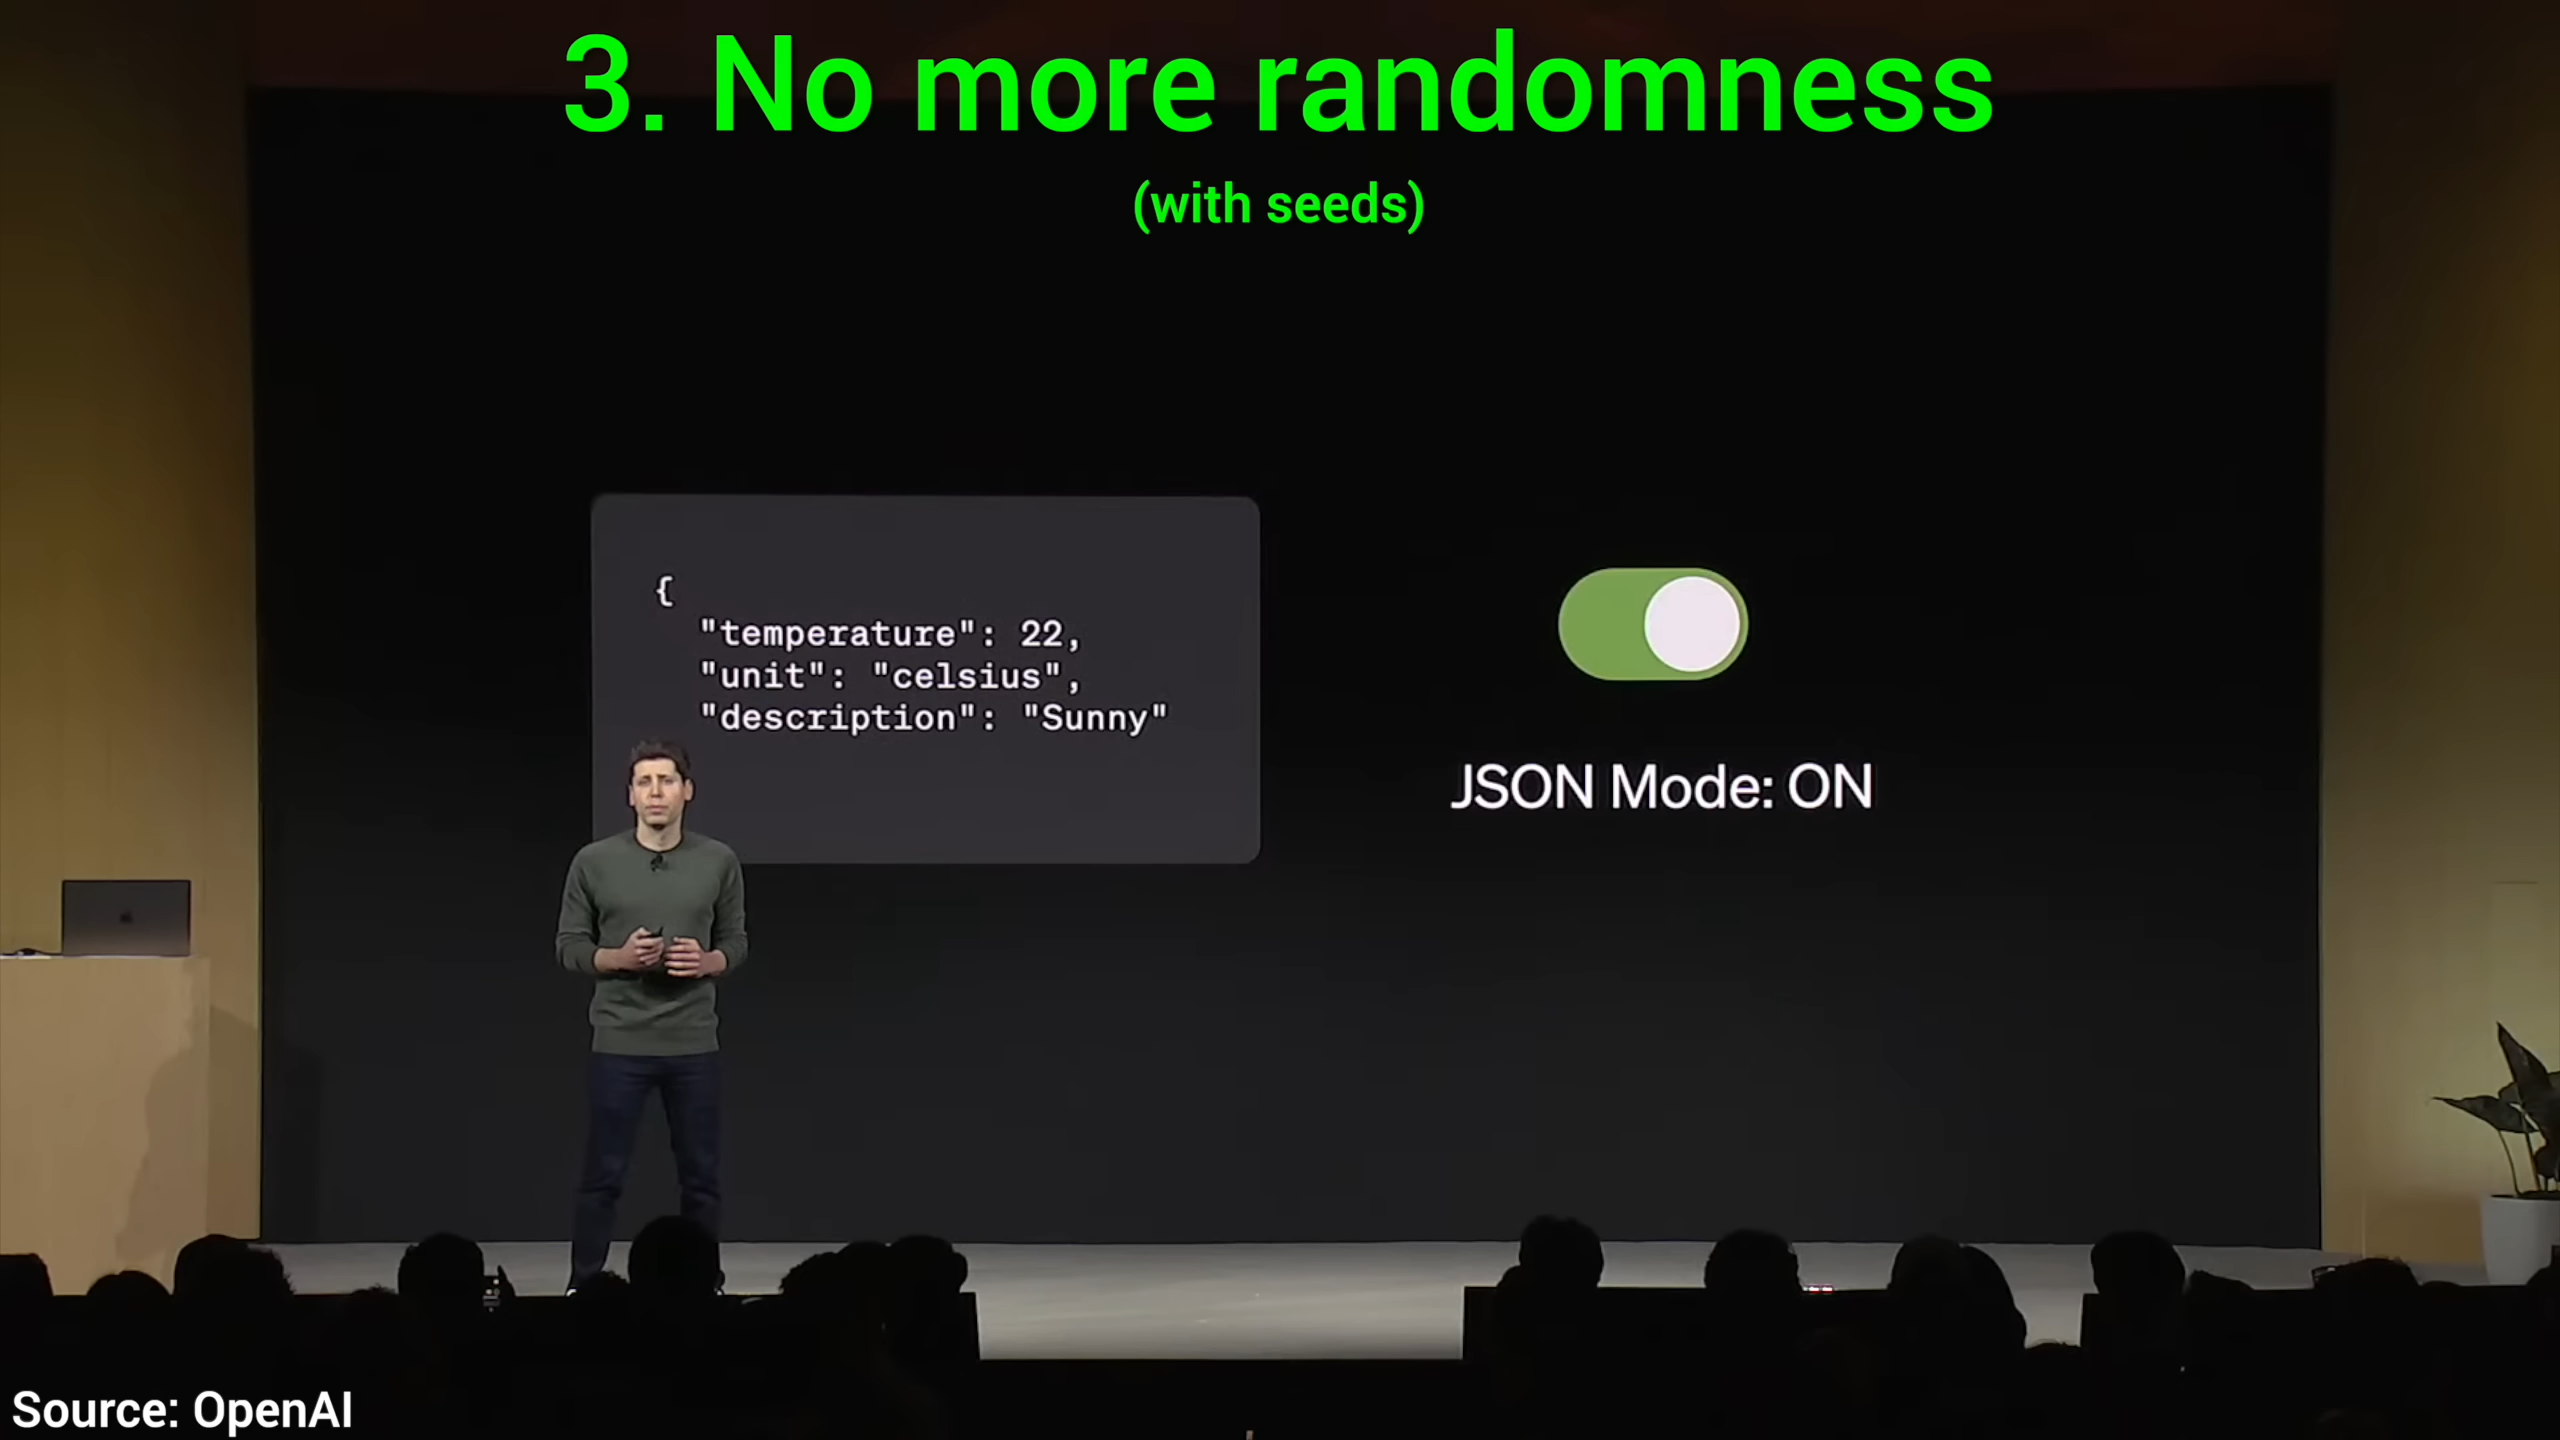 3. No more randomness
(with seeds)
{
"temperature": 22,
"unit": "celsius",
"description": "Sunny"
JSON Mode: ON
Source: OpenAI